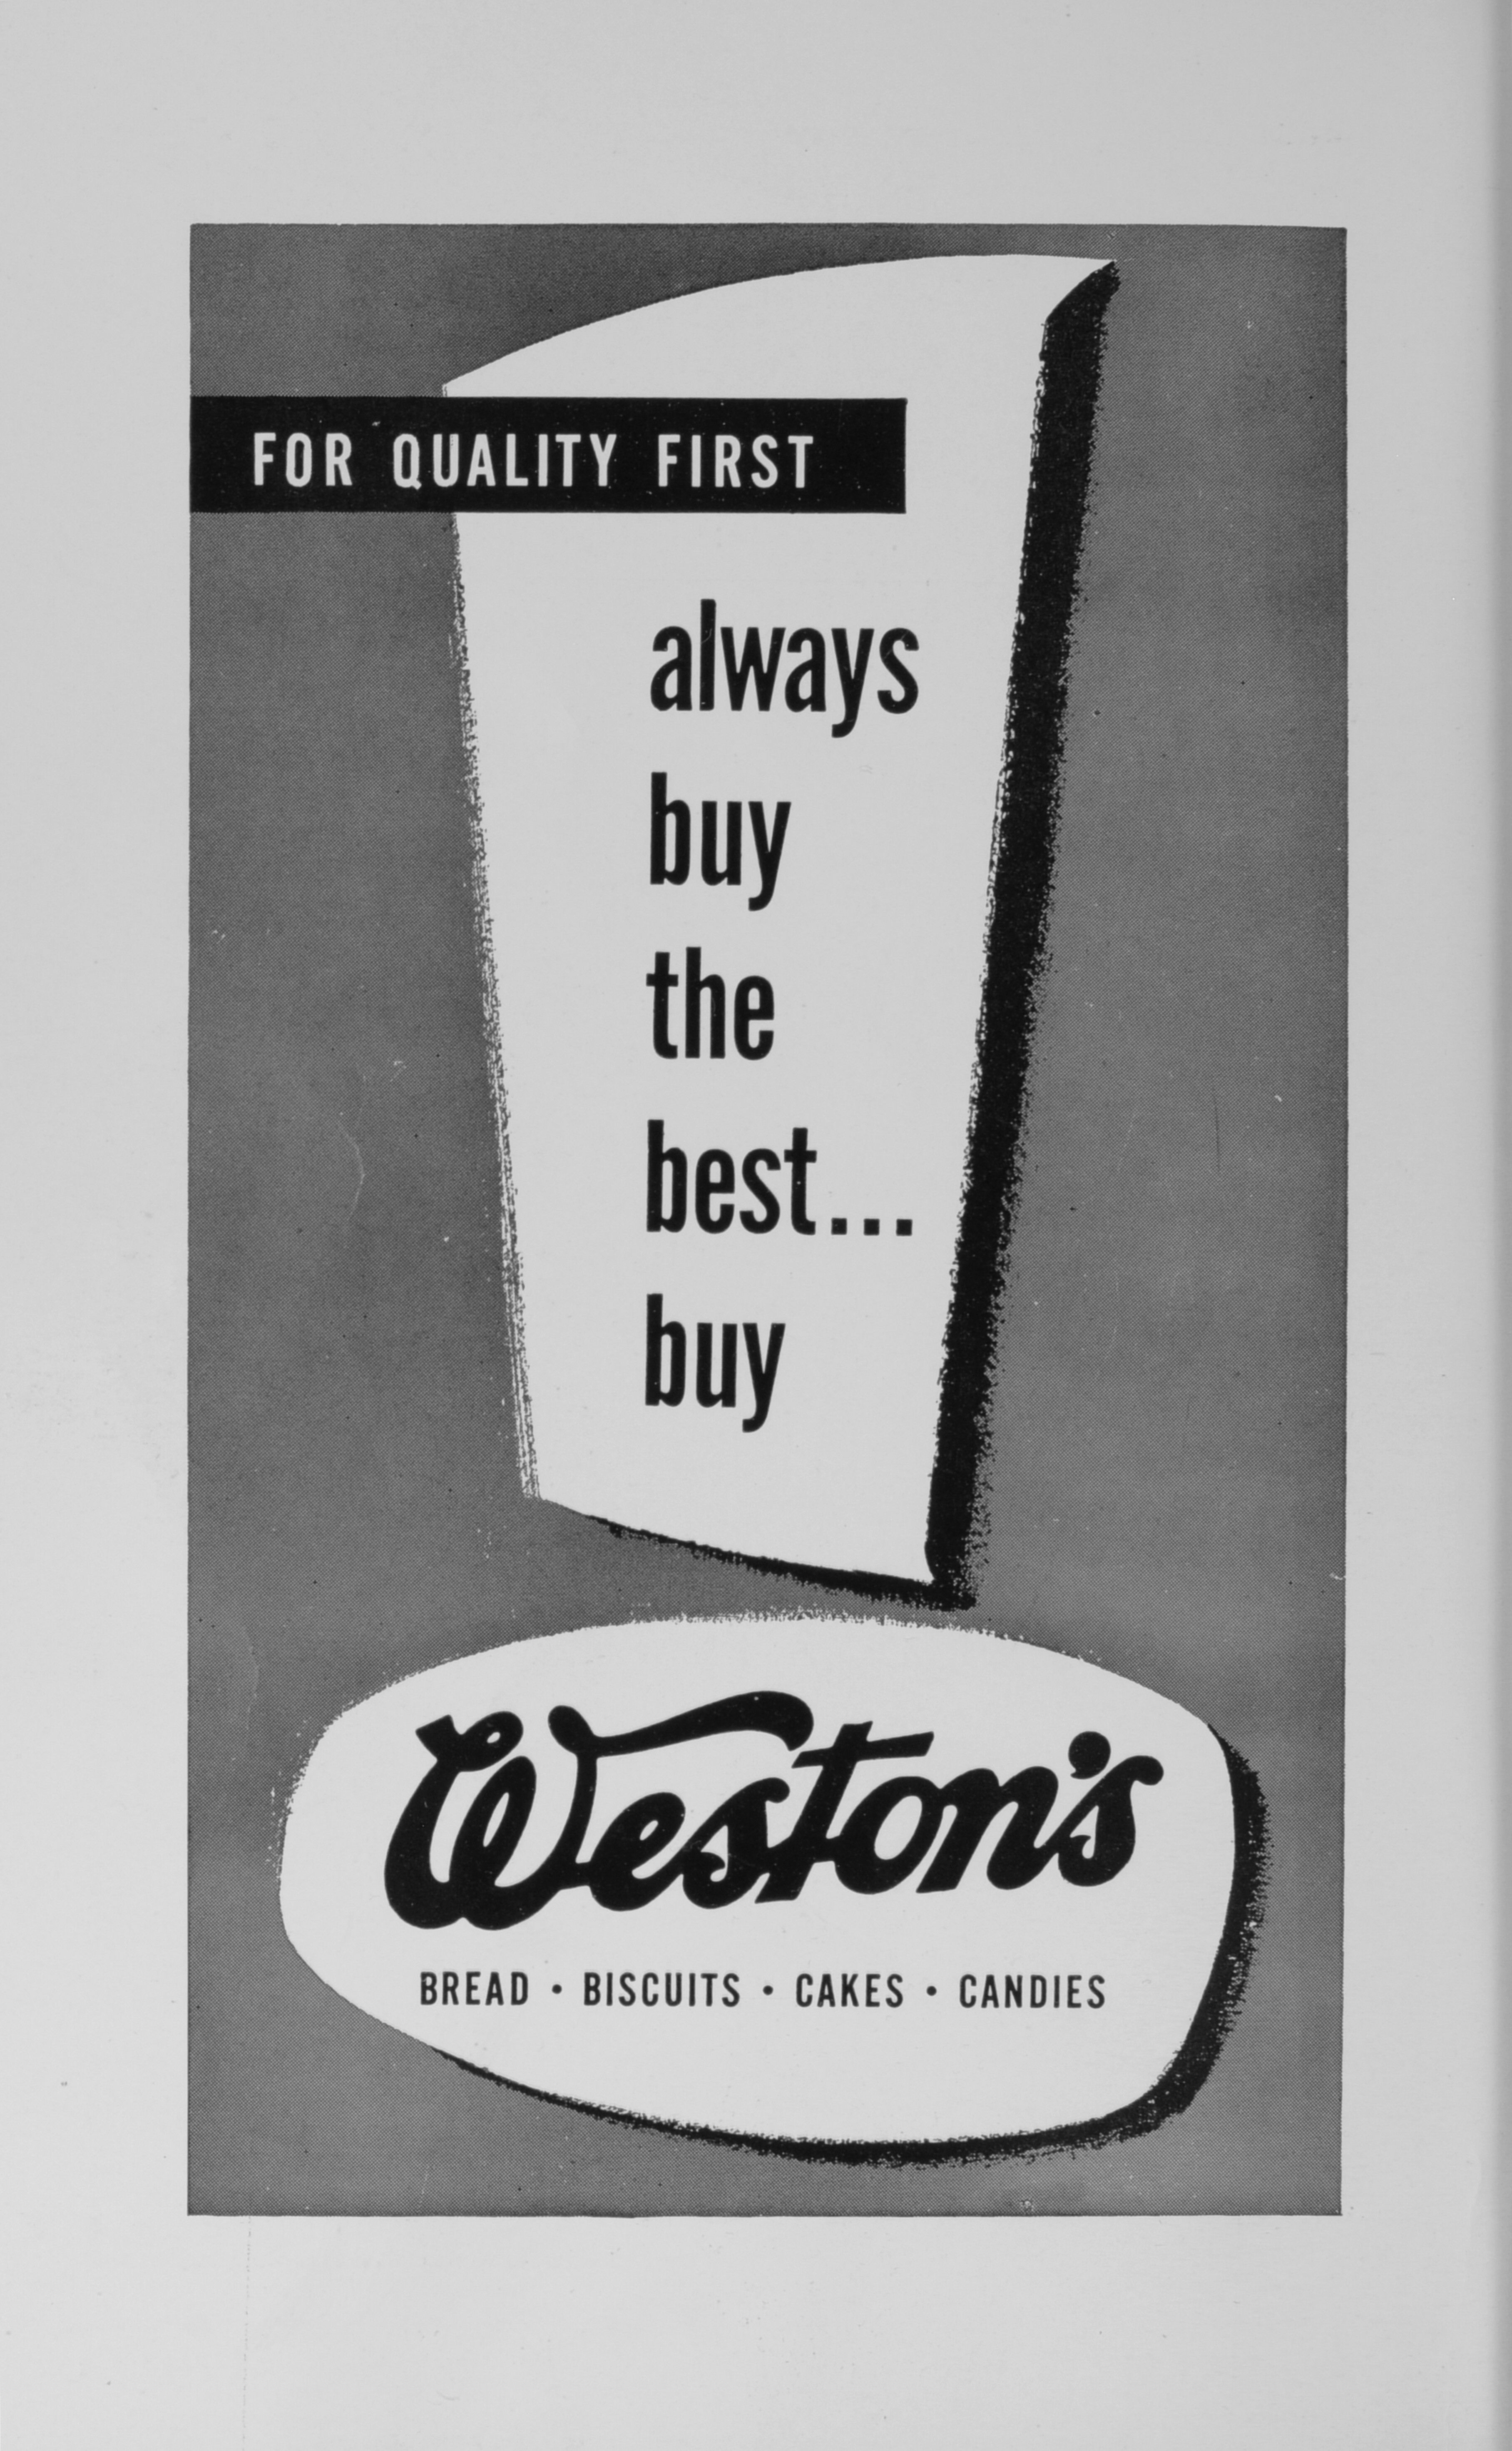 FOR QUALITY FIRST
always
buy
the
best...
buy
Weston's
BREAD • BISCUITS • CAKES • CANDIES